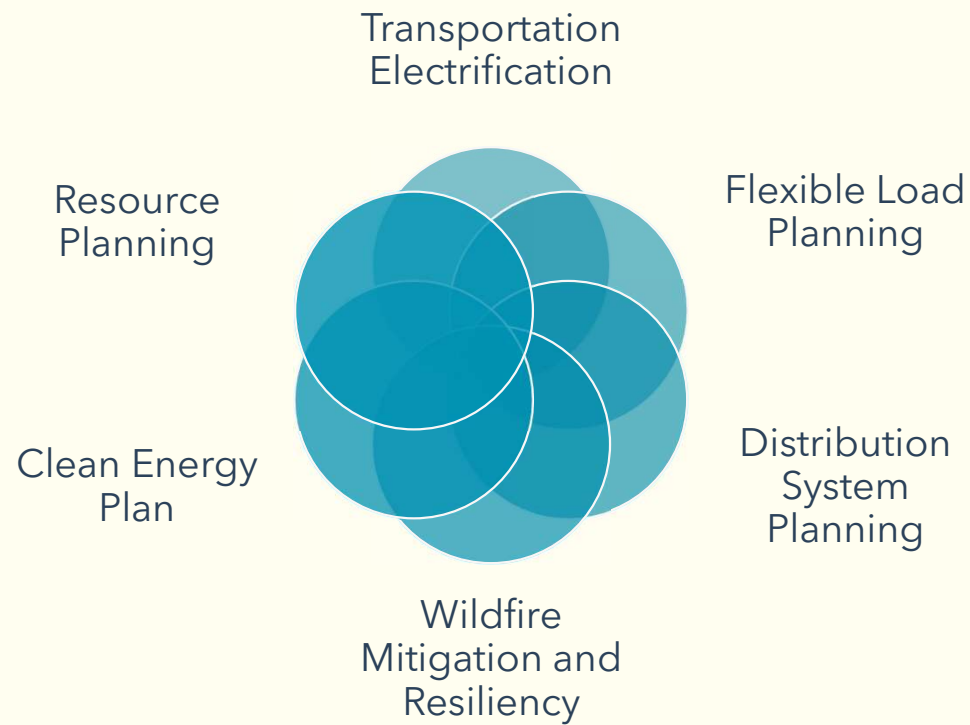 Transportation
Electrification
Resource
Planning
Flexible Load
Planning
Clean Energy
Plan
Distribution
System
Planning
Wildfire
Mitigation and
Resiliency